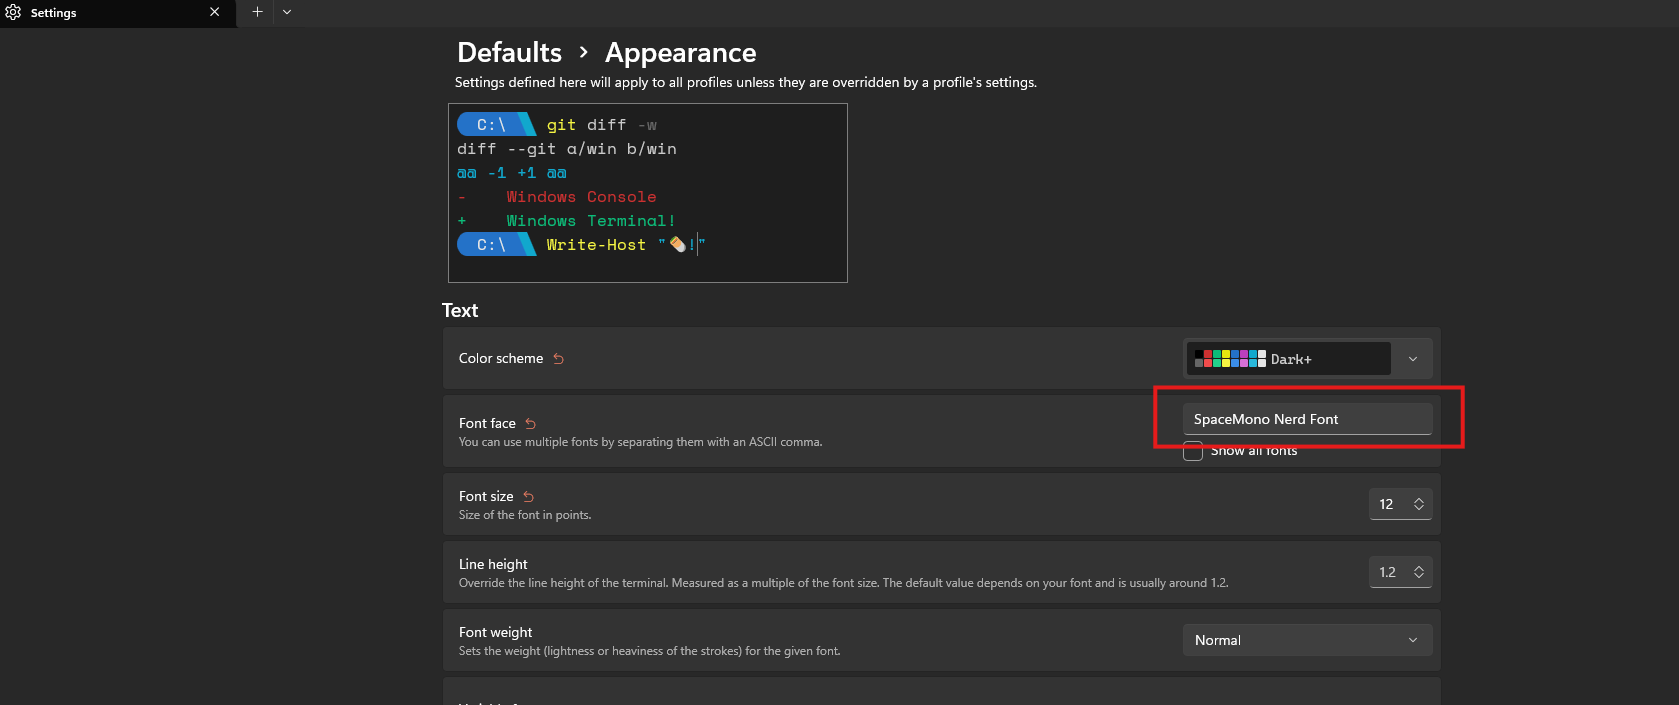 Settings
Defaults > Appearance
Settings defined here will apply to all profiles unless they are overridden by a profile's settings.
C:\ git diff -w
diff --git a/win b/win
@@ -1 +1 @@
- Windows Console
+ Windows Terminal!
C:\ Write-Host "!"
Text
Color scheme
Dark+
Font face
SpaceMono Nerd Font
You can use multiple fonts by separating them with an ASCII comma.
Show all fonts
Font size
Size of the font in points.
12
Line height
Override the line height of the terminal. Measured as a multiple of the font size. The default value depends on your font and is usually around 1.2.
1.2
Font weight
Sets the weight (lightness or heaviness of the strokes) for the given font.
Normal